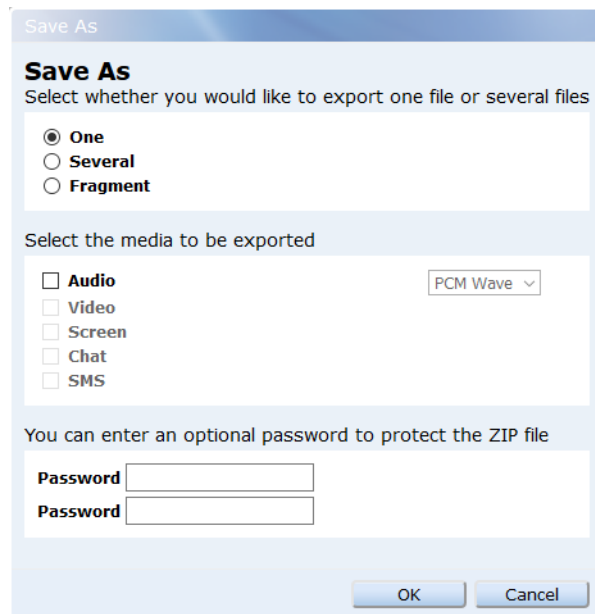 Save As
Save As
Select whether you would like to export one file or several files
One
Several
Fragment
Select the media to be exported
Audio PCM Wave
Video
Screen
Chat
SMS
You can enter an optional password to protect the ZIP file
Password
Password
OK Cancel